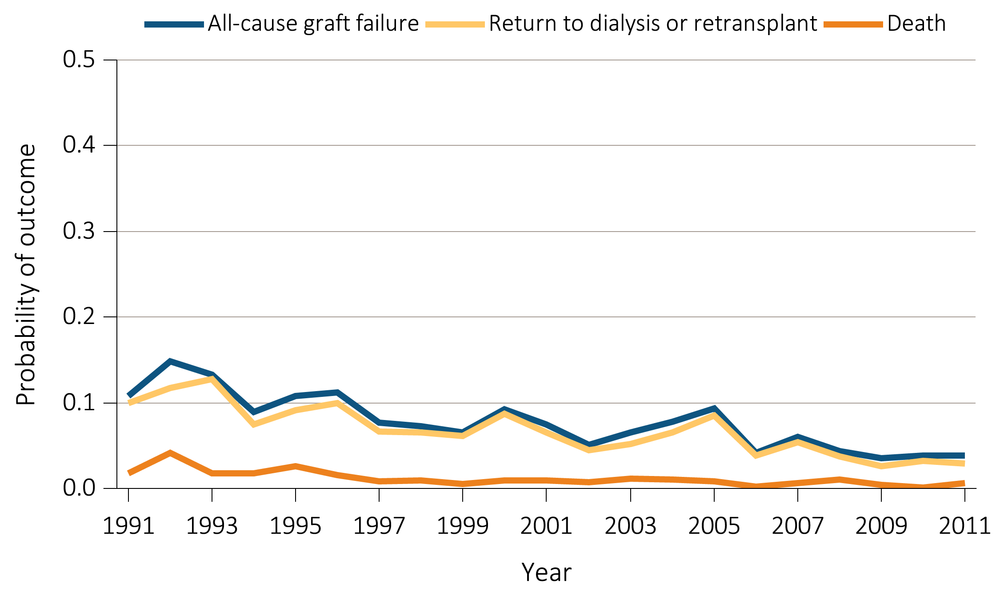 All-cause graft failure Return to dialysis or retransplant Death
0.5
0.4
0.3
0.2
0.1
0.0
Probability of outcome
1991 1993 1995 1997 1999 2001 2003 2005 2007 2009 2011
Year